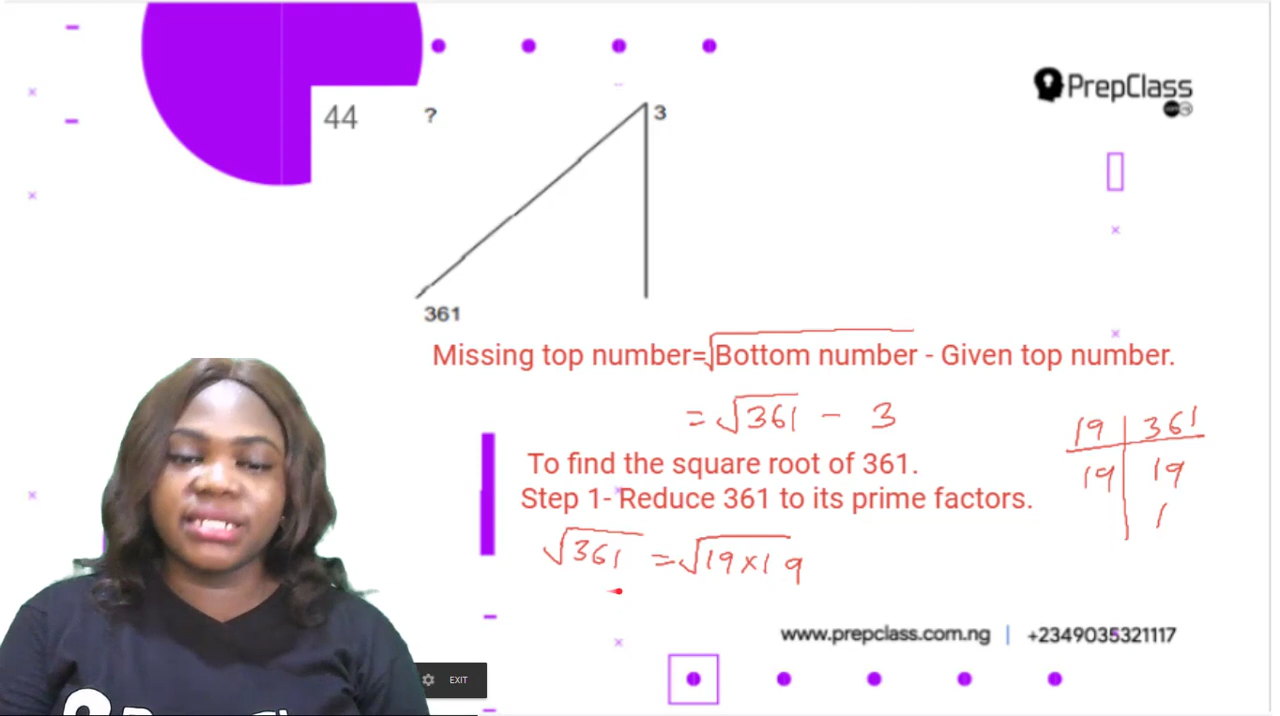 PrepClass
44
?
3
361
Missing top number=√Bottom number - Given top number.
= √361 - 3
19 | 361
19 | 19
1
To find the square root of 361.
Step 1- Reduce 361 to its prime factors.
√361 = √19×19
www.prepclass.com.ng | +2349035321117
EXIT